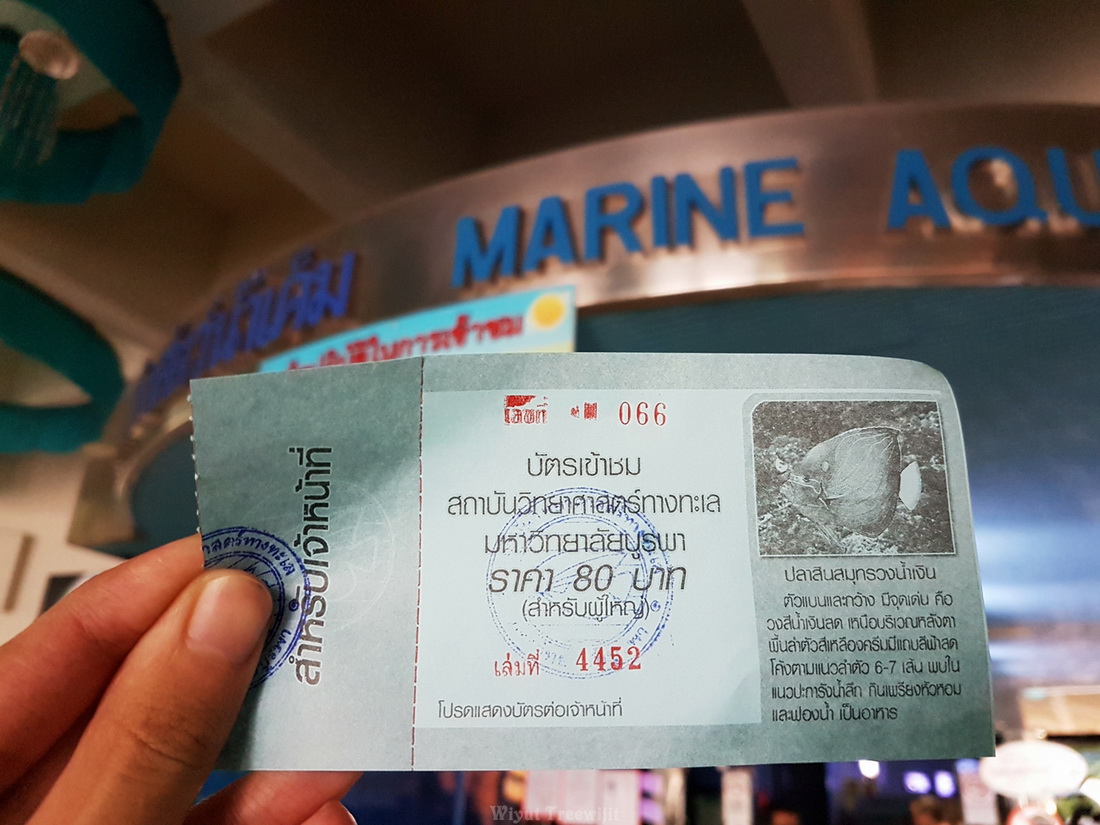 MARINE AQU
เลขที่ 066
บัตรเข้าชม
สถาบันวิทยาศาสตร์ทางทะเล
มหาวิทยาลัยบูรพา
ราคา 80 บาท
(สำหรับผู้ใหญ่)
เล่มที่ 4452
โปรดแสดงบัตรต่อเจ้าหน้าที่
สำหรับเจ้าหน้าที่
ปลาสินสมุทรวงน้ำเงิน
ตัวแบนและกว้าง มีจุดเด่น คือ
วงสีน้ำเงินสด เหนือบริเวณหลังตา
พื้นลำตัวสีเหลืองครีมมีแถบสีฟ้าสด
โค้งตามแนวลำตัว 6-7 เส้น พบใน
แนวปะการังน้ำลึก กินเพรียงหัวหอม
และฟองน้ำ เป็นอาหาร
Wiyut Treewijit